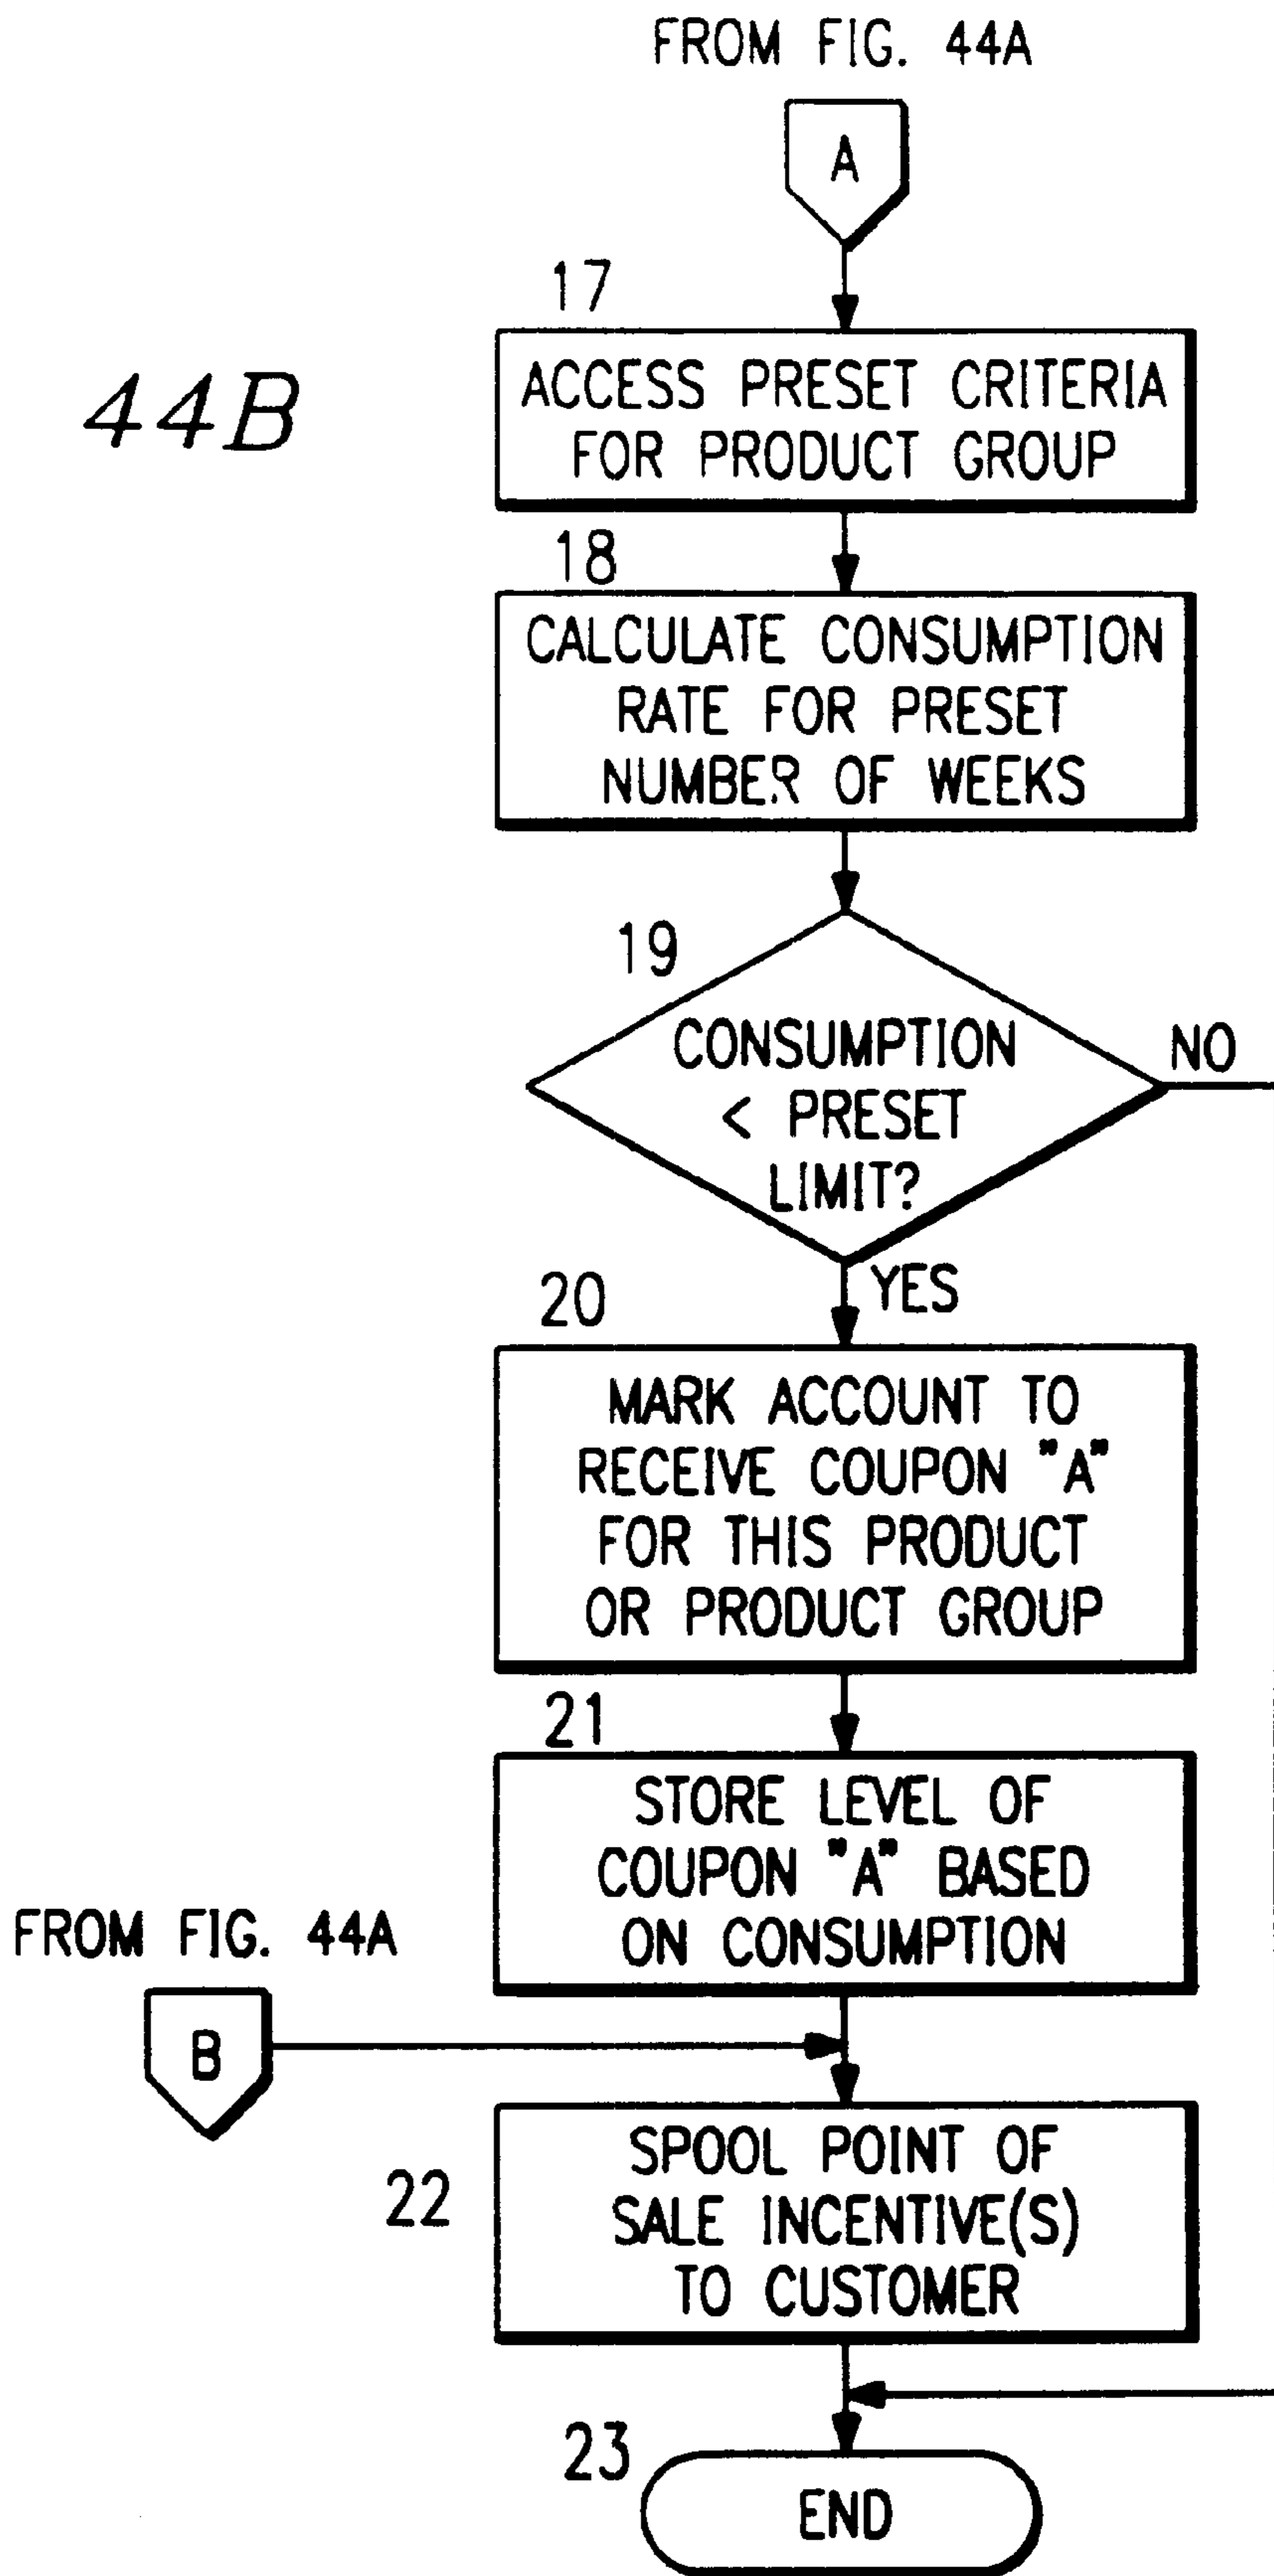 FROM FIG. 44A
A
17
44B
ACCESS PRESET CRITERIA
FOR PRODUCT GROUP
18
CALCULATE CONSUMPTION
RATE FOR PRESET
NUMBER OF WEEKS
19
CONSUMPTION
< PRESET
LIMIT?
NO
YES
20
MARK ACCOUNT TO
RECEIVE COUPON "A"
FOR THIS PRODUCT
OR PRODUCT GROUP
21
STORE LEVEL OF
COUPON "A" BASED
ON CONSUMPTION
FROM FIG. 44A
B
22
SPOOL POINT OF
SALE INCENTIVE(S)
TO CUSTOMER
23
END